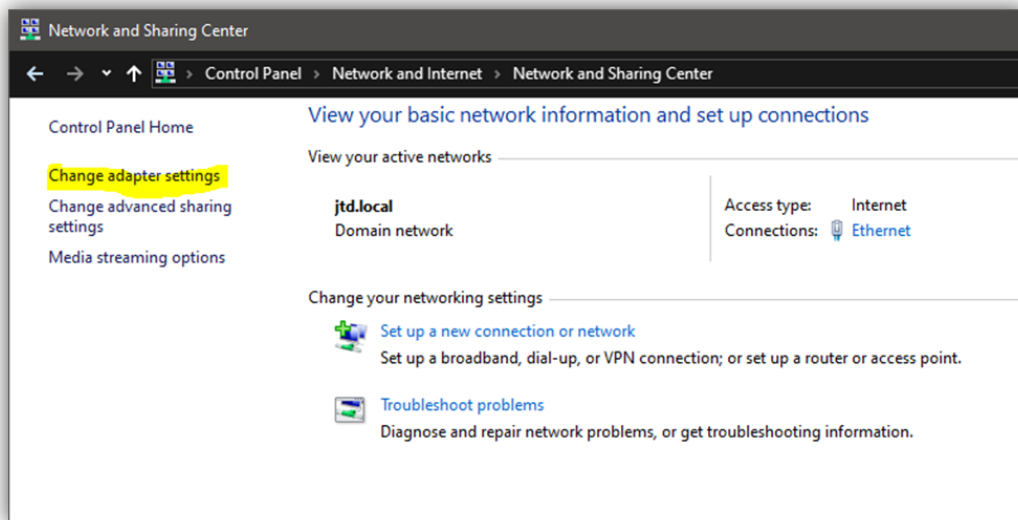 Network and Sharing Center
Control Panel > Network and Internet > Network and Sharing Center
Control Panel Home
Change adapter settings
Change advanced sharing
settings
Media streaming options
View your basic network information and set up connections
View your active networks
jtd.local
Domain network
Access type: Internet
Connections: Ethernet
Change your networking settings
Set up a new connection or network
Set up a broadband, dial-up, or VPN connection; or set up a router or access point.
Troubleshoot problems
Diagnose and repair network problems, or get troubleshooting information.